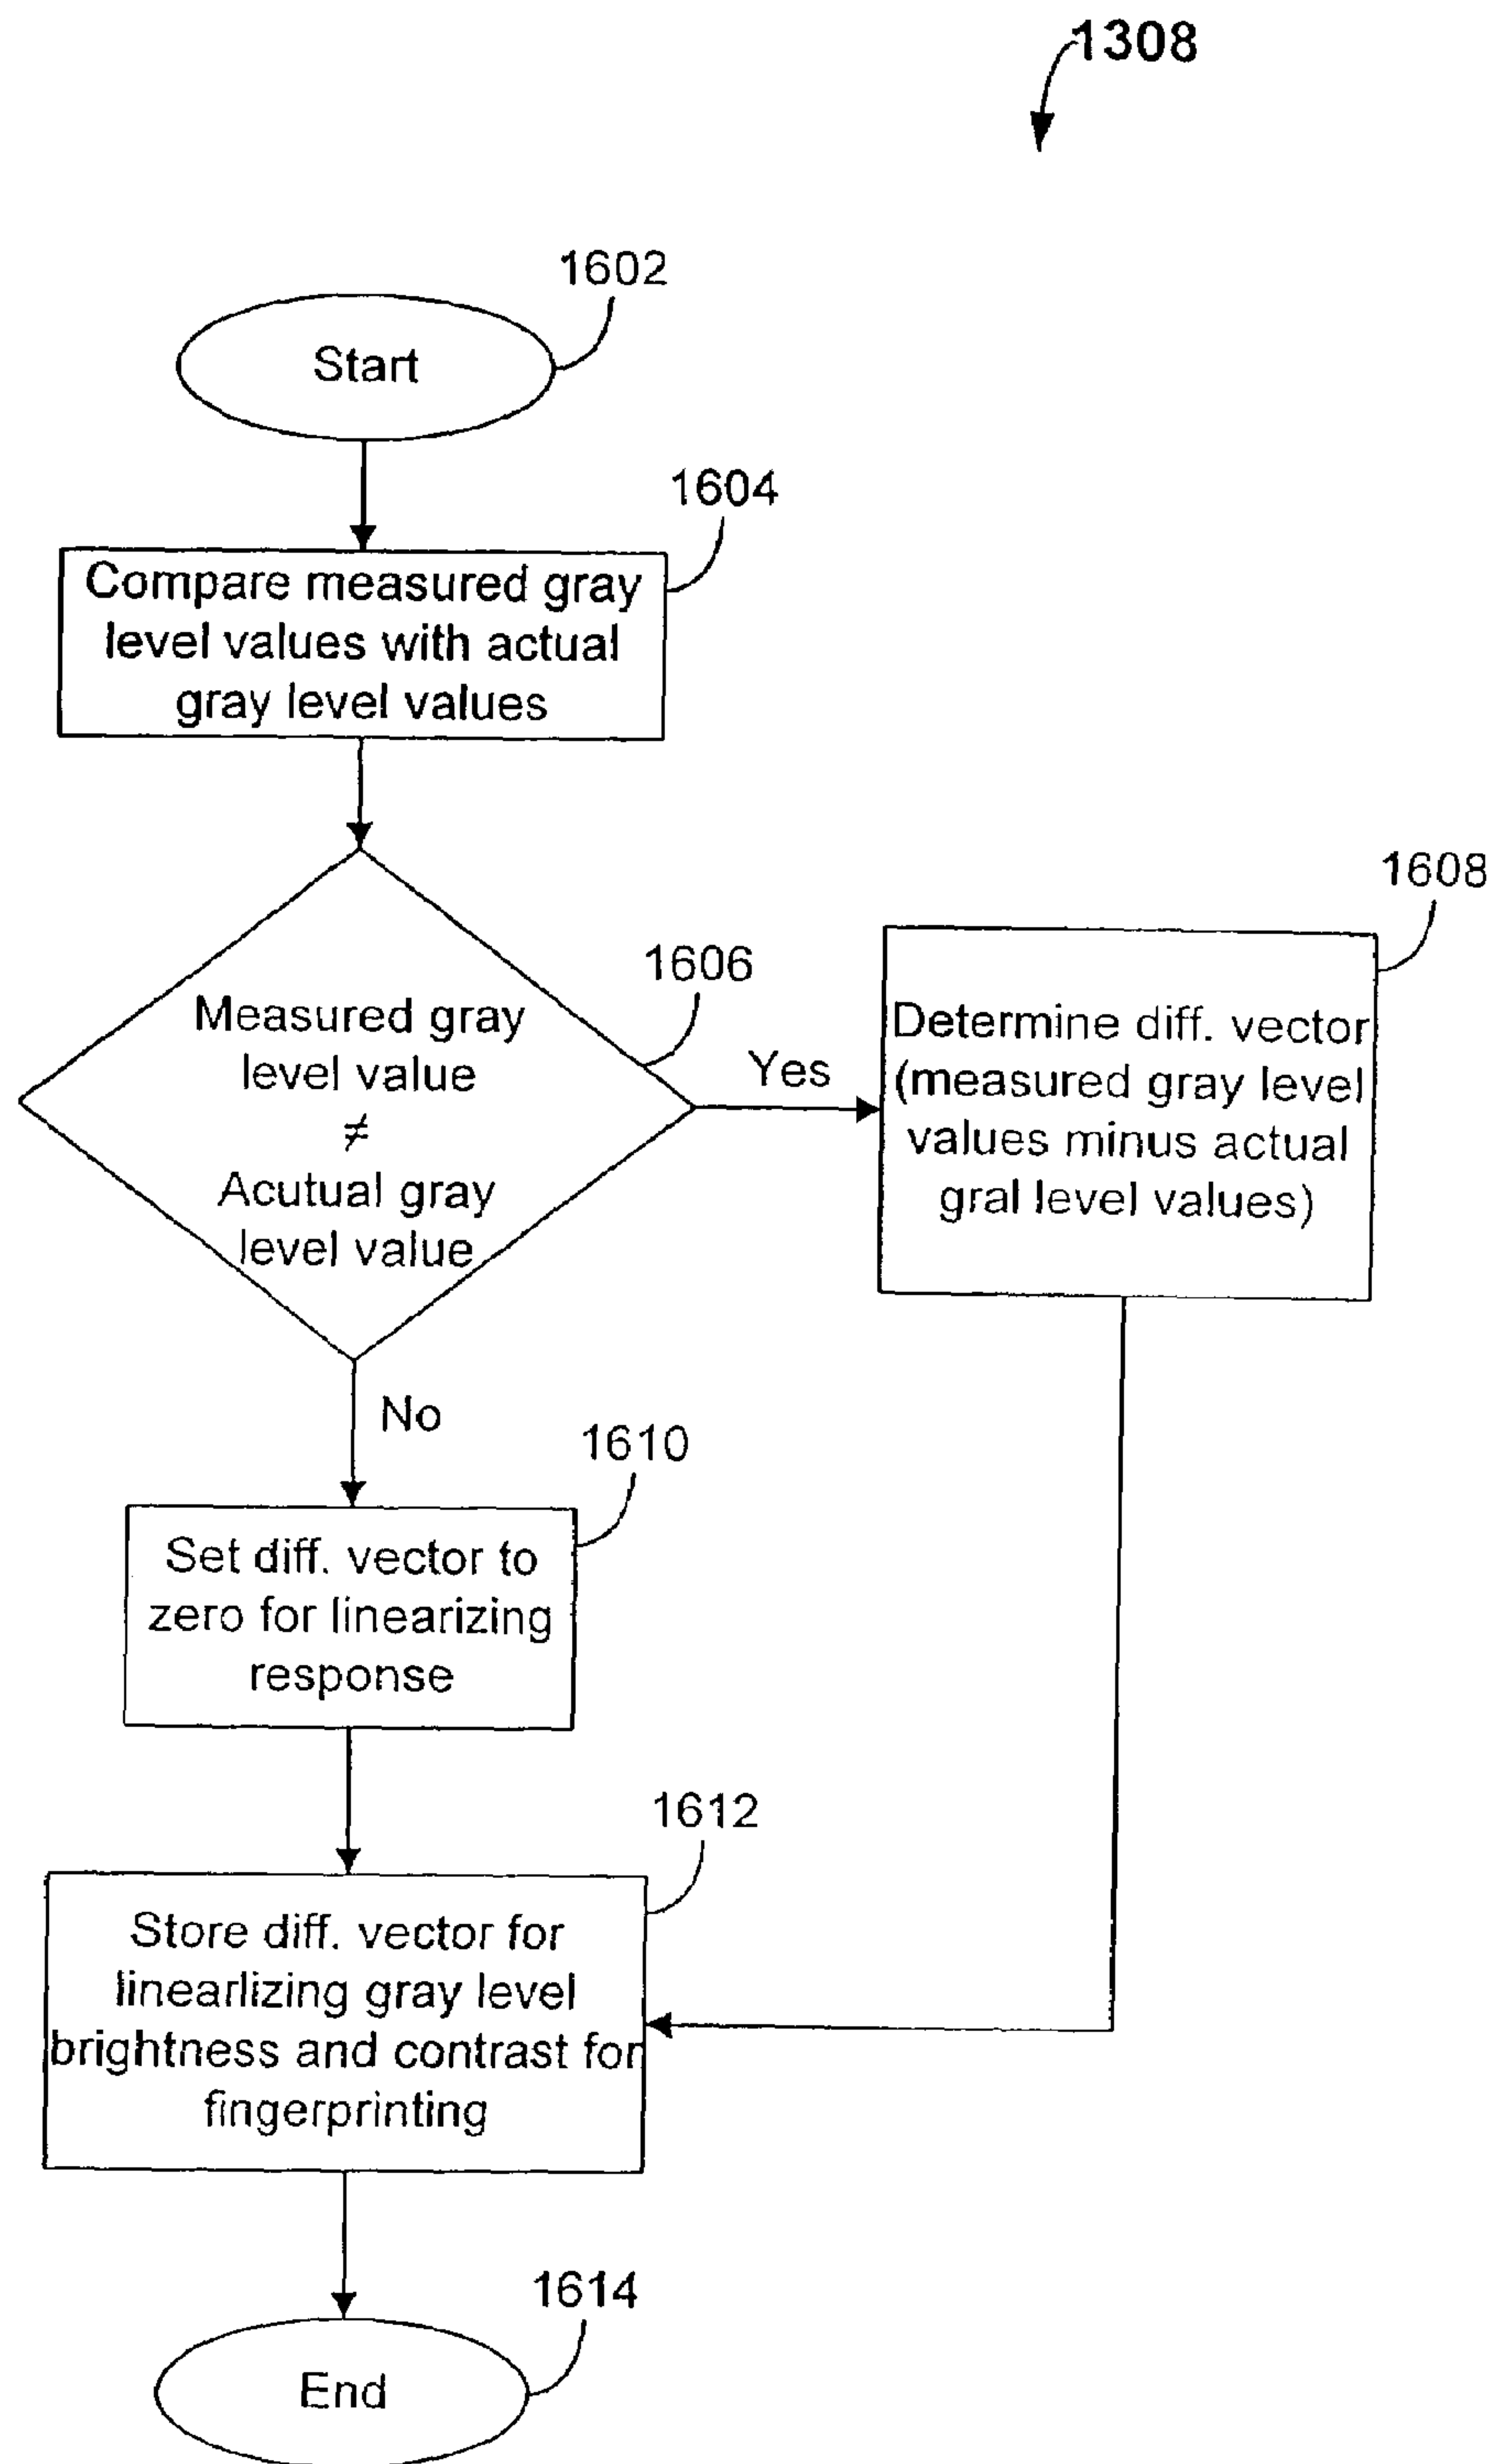 1308
1602
Start
1604
Compare measured gray
level values with actual
gray level values
1606
Measured gray
level value
≠
Acutual gray
level value
Yes
1608
Determine diff. vector
(measured gray level
values minus actual
gral level values)
No
1610
Set diff. vector to
zero for linearizing
response
1612
Store diff. vector for
linearlizing gray level
brightness and contrast for
fingerprinting
1614
End